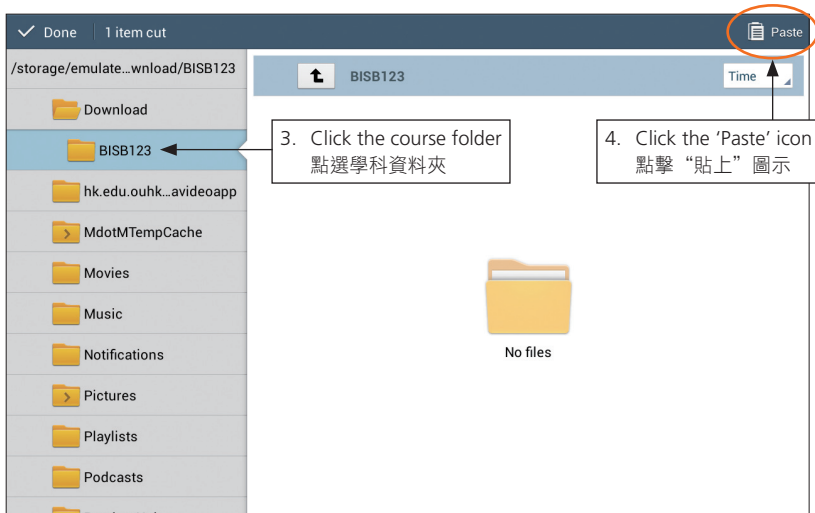 Done 1 item cut Paste
/storage/emulate…wnload/BISB123
BISB123 Time
Download
BISB123
3. Click the course folder
點選學科資料夾
4. Click the ‘Paste’ icon
點擊“貼上”圖示
hk.edu.ouhk…avideoapp
MdotMTempCache
Movies
Music
Notifications
No files
Pictures
Playlists
Podcasts